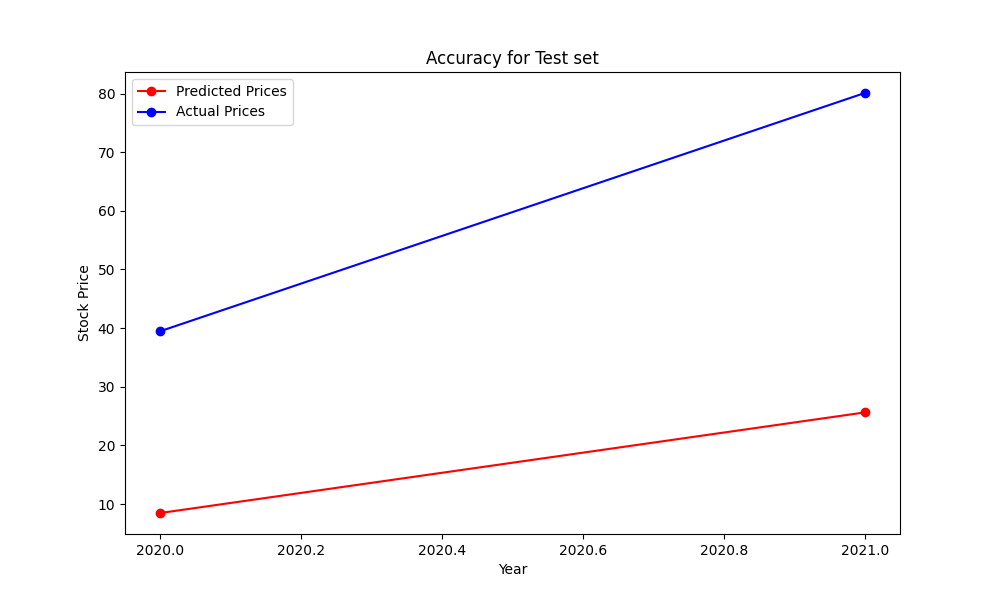 Accuracy for Test set
Predicted Prices
Actual Prices
80
70
60
50
40
30
20
10
Stock Price
2020.0 2020.2 2020.4 2020.6 2020.8 2021.0
Year